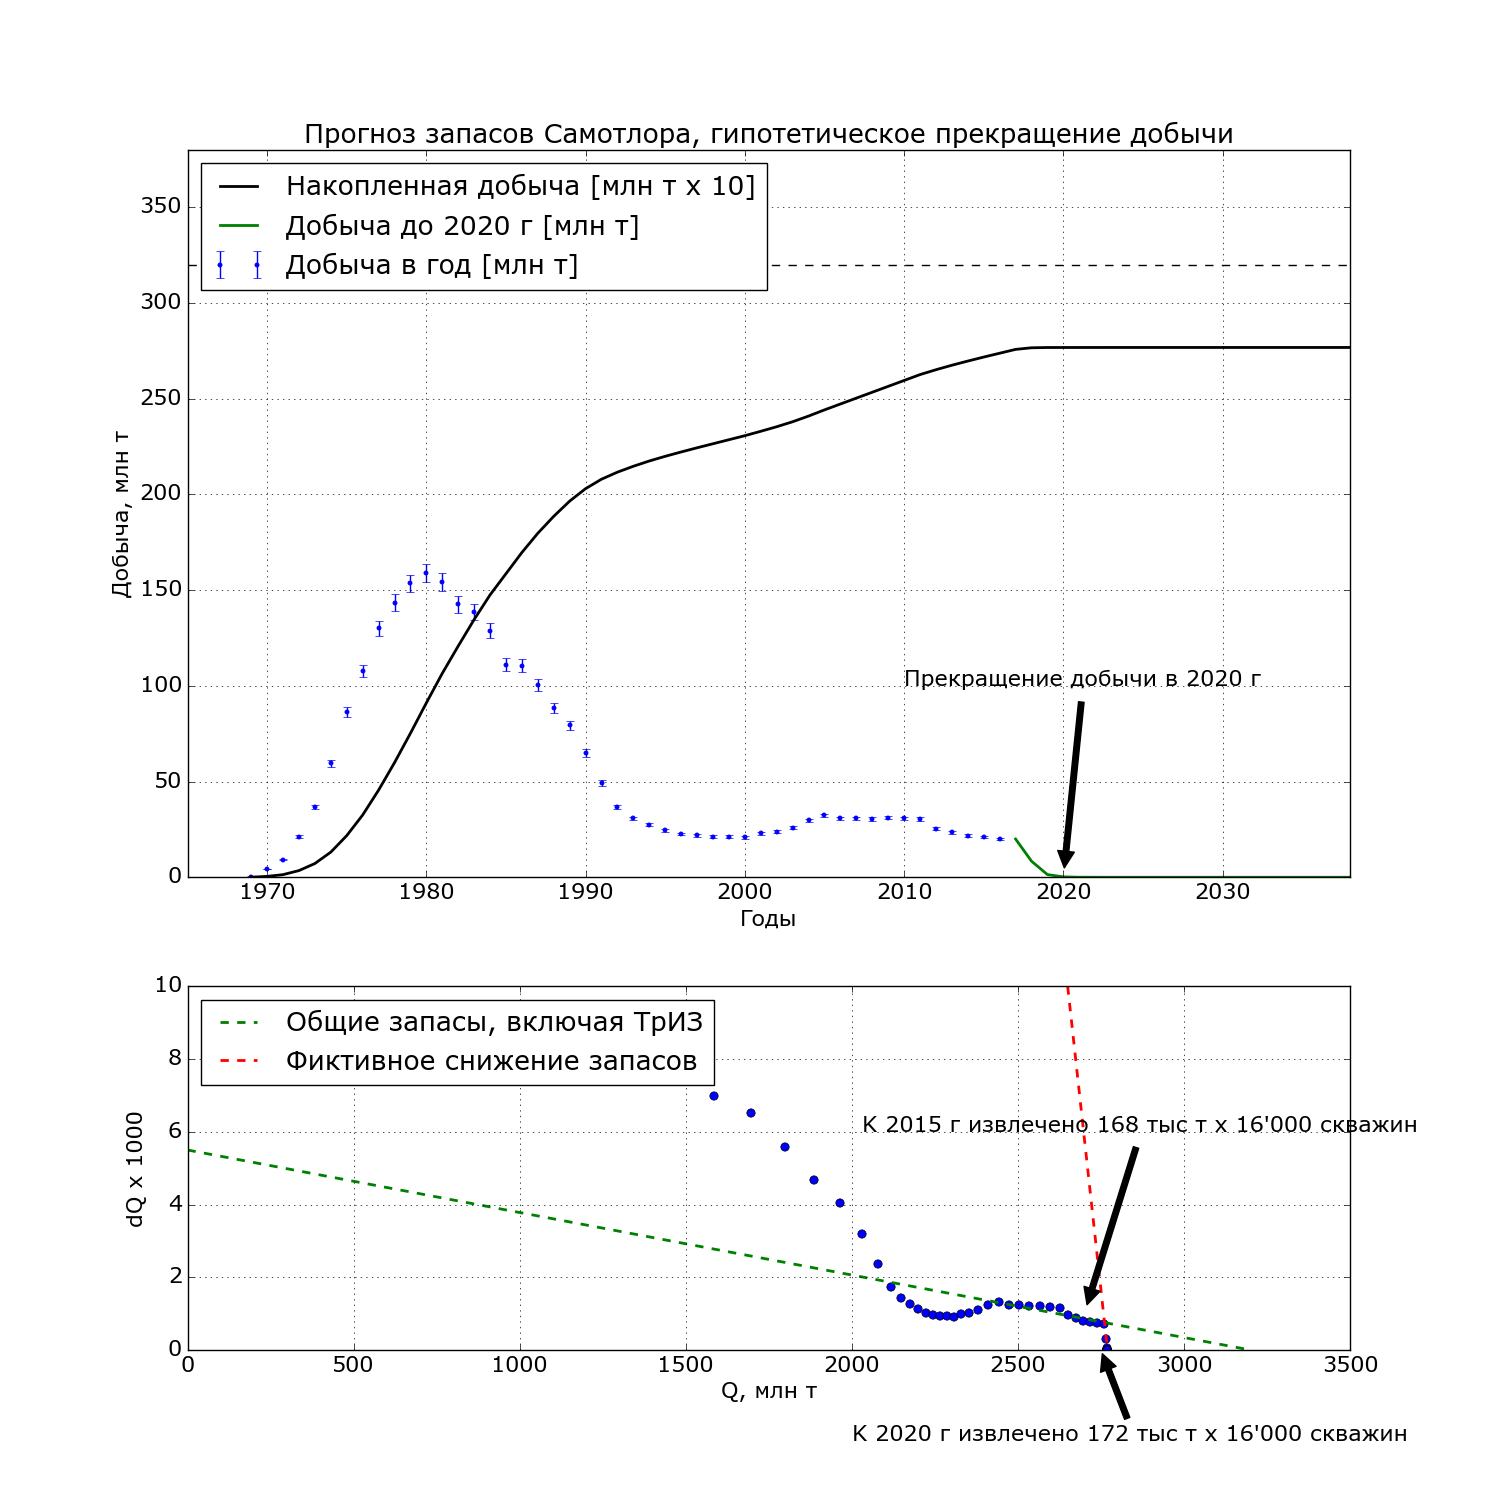 Прогноз запасов Самотлора, гипотетическое прекращение добычи
Накопленная добыча [млн т x 10]
Добыча до 2020 г [млн т]
Добыча в год [млн т]
350
300
250
200
150
100
50
0
Добыча, млн т
Прекращение добычи в 2020 г
1970 1980 1990 2000 2010 2020 2030
Годы
10
8
6
4
2
0
dQ x 1000
Общие запасы, включая ТрИЗ
Фиктивное снижение запасов
К 2015 г извлечено 168 тыс т x 16'000 скважин
0 500 1000 1500 2000 2500 3000 3500
Q, млн т
К 2020 г извлечено 172 тыс т x 16'000 скважин